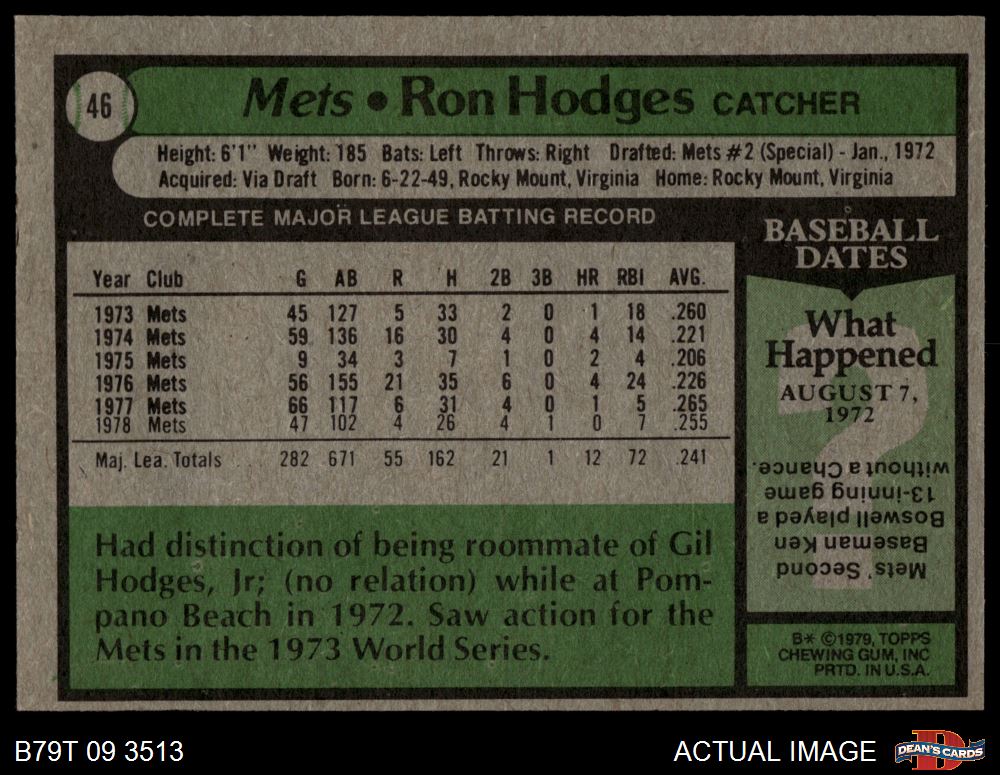 46
Mets • Ron Hodges CATCHER
Height: 6'1" Weight: 185 Bats: Left Throws: Right Drafted: Mets #2 (Special) - Jan., 1972
Acquired: Via Draft Born: 6-22-49, Rocky Mount, Virginia Home: Rocky Mount, Virginia
COMPLETE MAJOR LEAGUE BATTING RECORD
Year Club G AB R H 2B 3B HR RBI AVG.
1973 Mets 45 127 5 33 2 0 1 18 .260
1974 Mets 59 136 16 30 4 0 4 14 .221
1975 Mets 9 34 3 7 1 0 2 4 .206
1976 Mets 56 155 21 35 6 0 4 24 .226
1977 Mets 66 117 6 31 4 0 1 5 .265
1978 Mets 47 102 4 26 4 1 0 7 .255
Maj. Lea. Totals 282 671 55 162 21 1 12 72 .241
Had distinction of being roommate of Gil
Hodges, Jr; (no relation) while at Pom-
pano Beach in 1972. Saw action for the
Mets in the 1973 World Series.
BASEBALL
DATES
What
Happened
AUGUST 7,
1972
?
Mets' Second
Baseman Ken
Boswell played a
13-inning game
without a Chance.
B* ©1979, TOPPS
CHEWING GUM, INC
PRTD. IN U.S.A.
B79T 09 3513
ACTUAL IMAGE
DEAN'S CARDS